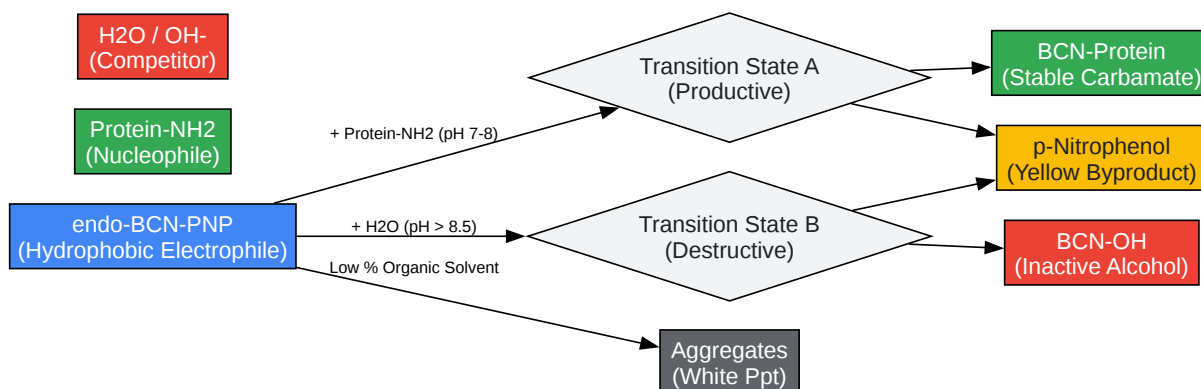 H2O / OH-
(Competitor)
Protein-NH2
(Nucleophile)
endo-BCN-PNP
(Hydrophobic Electrophile)
+ Protein-NH2 (pH 7-8)
+ H2O (pH > 8.5)
Low % Organic Solvent
Transition State A
(Productive)
Transition State B
(Destructive)
Aggregates
(White Ppt)
BCN-Protein
(Stable Carbamate)
p-Nitrophenol
(Yellow Byproduct)
BCN-OH
(Inactive Alcohol)